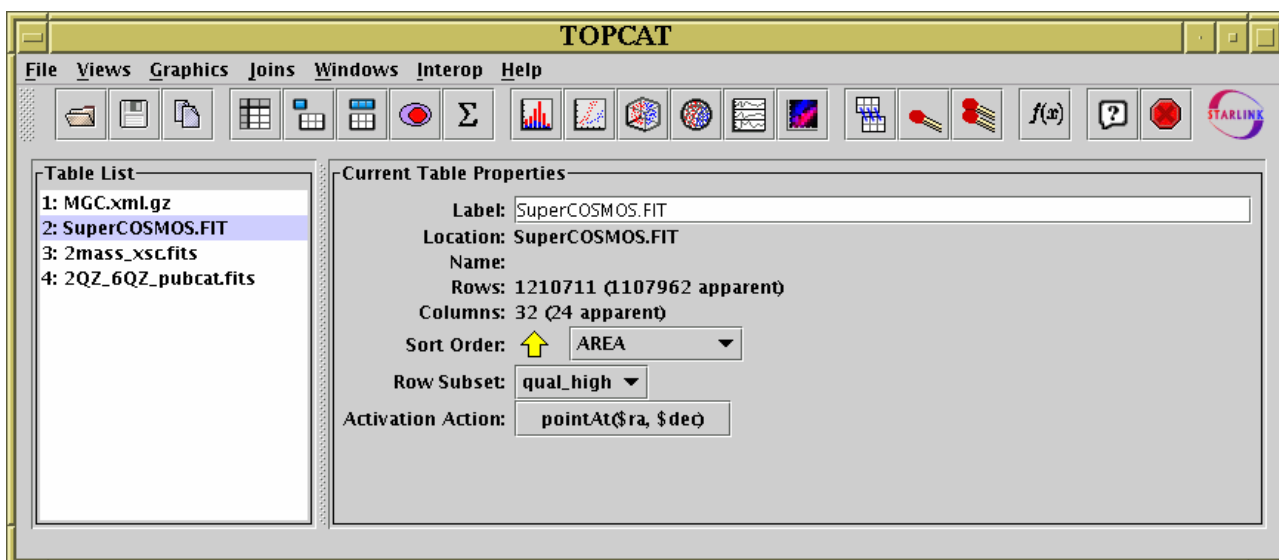 TOPCAT
File Views Graphics Joins Windows Interop Help
Σ f(x) ? STARLINK
Table List
1: MGC.xml.gz
2: SuperCOSMOS.FIT
3: 2mass_xsc.fits
4: 2QZ_6QZ_pubcat.fits
Current Table Properties
Label: SuperCOSMOS.FIT
Location: SuperCOSMOS.FIT
Name:
Rows: 1210711 (1107962 apparent)
Columns: 32 (24 apparent)
Sort Order: AREA
Row Subset: qual_high
Activation Action: pointAt($ra, $dec)